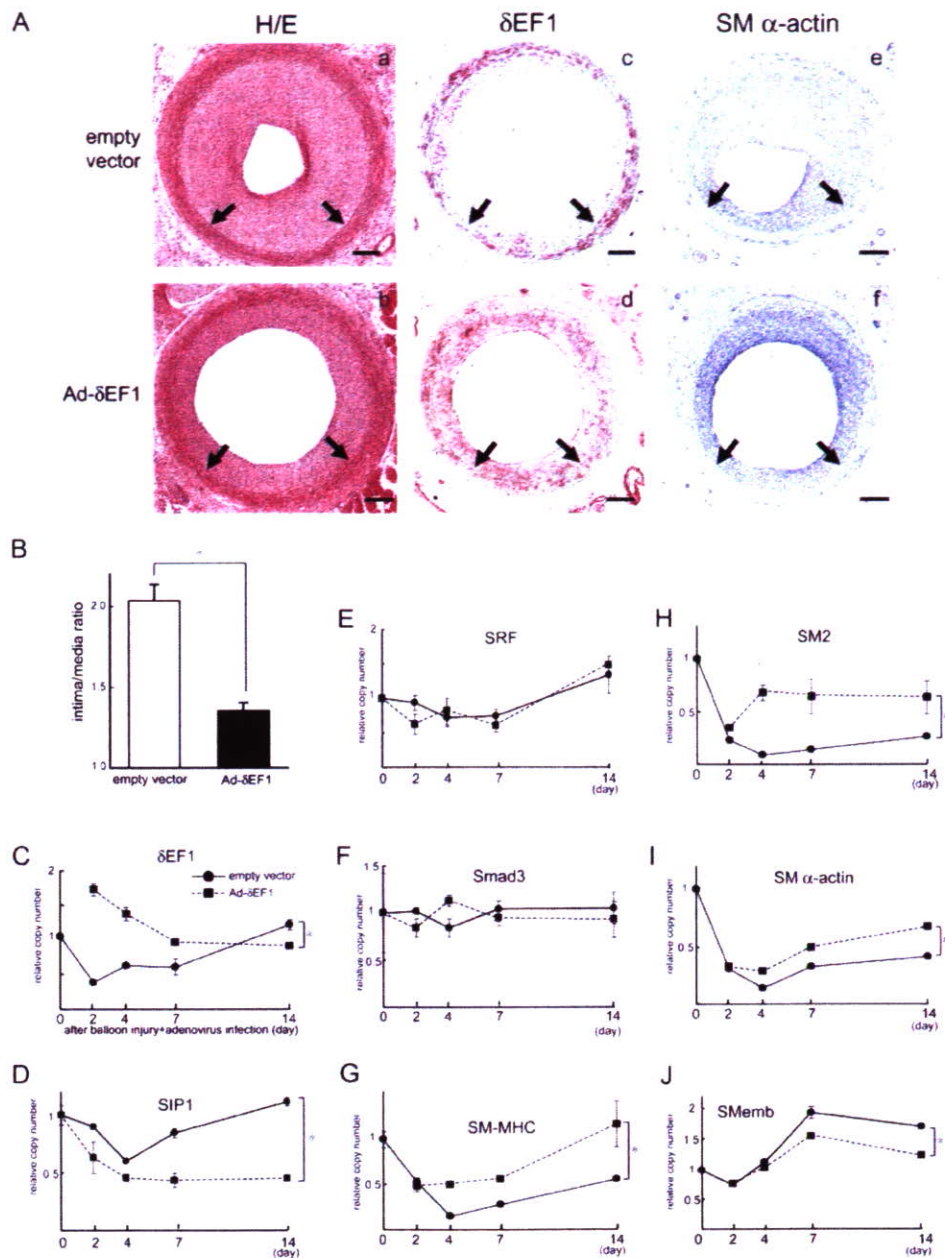 A
H/E
δEF1
SM α-actin
empty
vector
a
c
e
Ad-δEF1
b
d
f
B
*
intima/media ratio
2.0
1.5
1.0
empty vector
Ad-δEF1
C
δEF1
empty vector
Ad-δEF1
relative copy number
2
1
0 2 4 7 14
after balloon injury+adenovirus infection (day)
*
D
SIP1
relative copy number
1
0 5
0 2 4 7 14
(day)
*
E
SRF
relative copy number
2
1
0 2 4 7 14
(day)
F
Smad3
relative copy number
1 5
1
0 5
0 2 4 7 14
(day)
G
SM-MHC
relative copy number
1
0 5
0 2 4 7 14
(day)
*
H
SM2
relative copy number
1
0 5
0 2 4 7 14
(day)
I
SM α-actin
relative copy number
1
0 5
0 2 4 7 14
(day)
J
SMemb
relative copy number
2
1 5
1
0 2 4 7 14
(day)
*